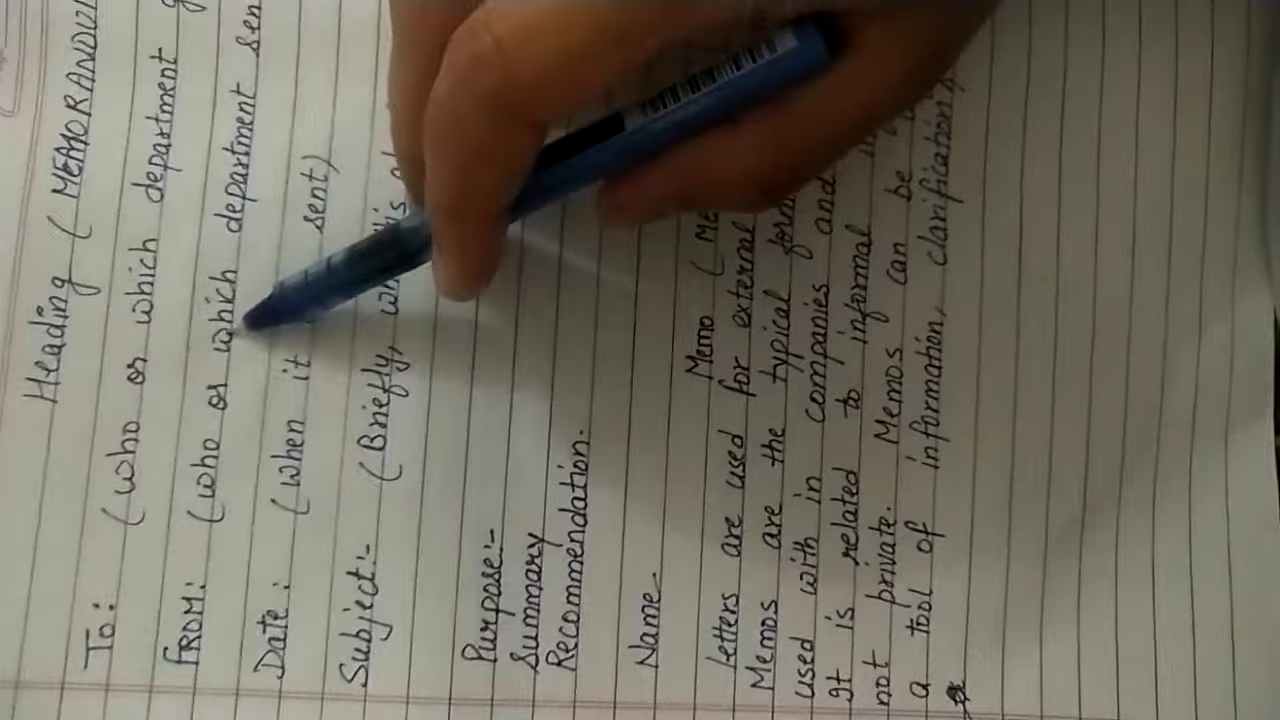 Heading (MEMORANDU
To: (who or which department
FROM: (who or which department sen
Date: (when it sent)
Subject:- (Briefly,
Purpose:-
Summary
Recommendation.
Name
Memo (Me
Letters are used for external
Memos are the typical form
used with in companies and
It is related to informal
not private. Memos can be
a tool of information, clarification,